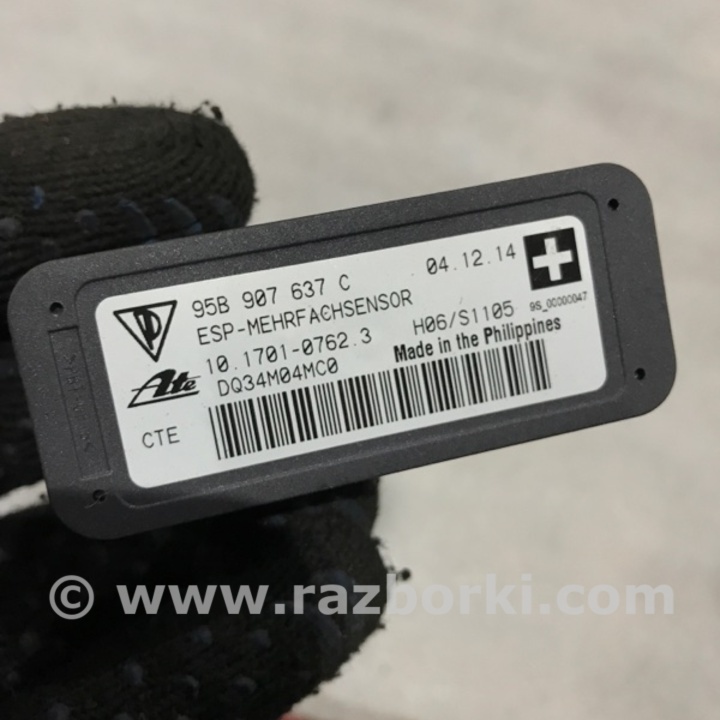 95B 907 637 C 04.12.14
ESP-MEHRFACHSENSOR
9S_00000047
10.1701-0762.3 H06/S1105
DQ34M04MC0 Made in the Philippines
Ate
CTE
© www.razborki.com